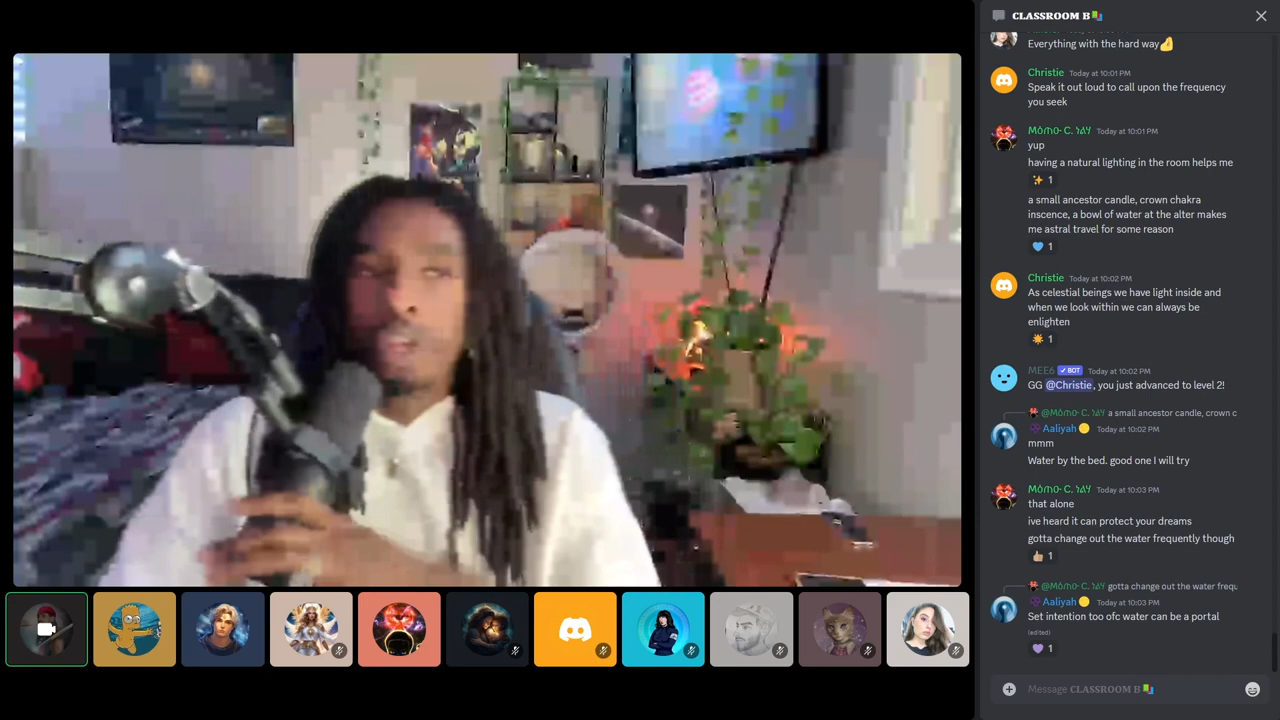 CLASSROOM B
Everything with the hard way
Christie Today at 10:01 PM
Speak it out loud to call upon the frequency
you seek
Today at 10:01 PM
yup
having a natural lighting in the room helps me
1
a small ancestor candle, crown chakra
inscence, a bowl of water at the alter makes
me astral travel for some reason
1
Christie Today at 10:02 PM
As celestial beings we have light inside and
when we look within we can always be
enlighten
1
MEE6 ✓ BOT Today at 10:02 PM
GG @Christie, you just advanced to level 2!
a small ancestor candle, crown c
Aaliyah Today at 10:02 PM
mmm
Water by the bed. good one I will try
Today at 10:03 PM
that alone
ive heard it can protect your dreams
gotta change out the water frequently though
1
gotta change out the water frequ
Aaliyah Today at 10:03 PM
Set intention too ofc water can be a portal
(edited)
1
Message CLASSROOM B